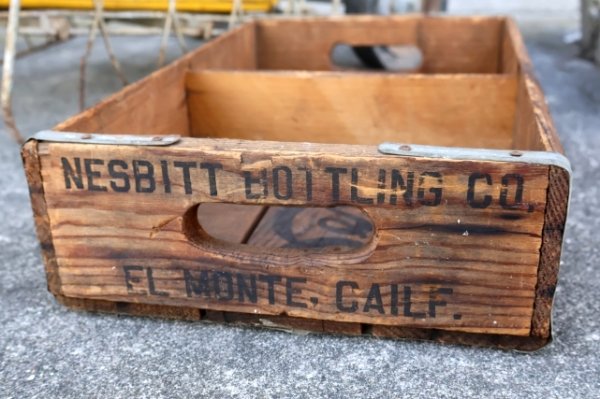 NESBITT BOTTLING CO.
EL MONTE, CAILF.